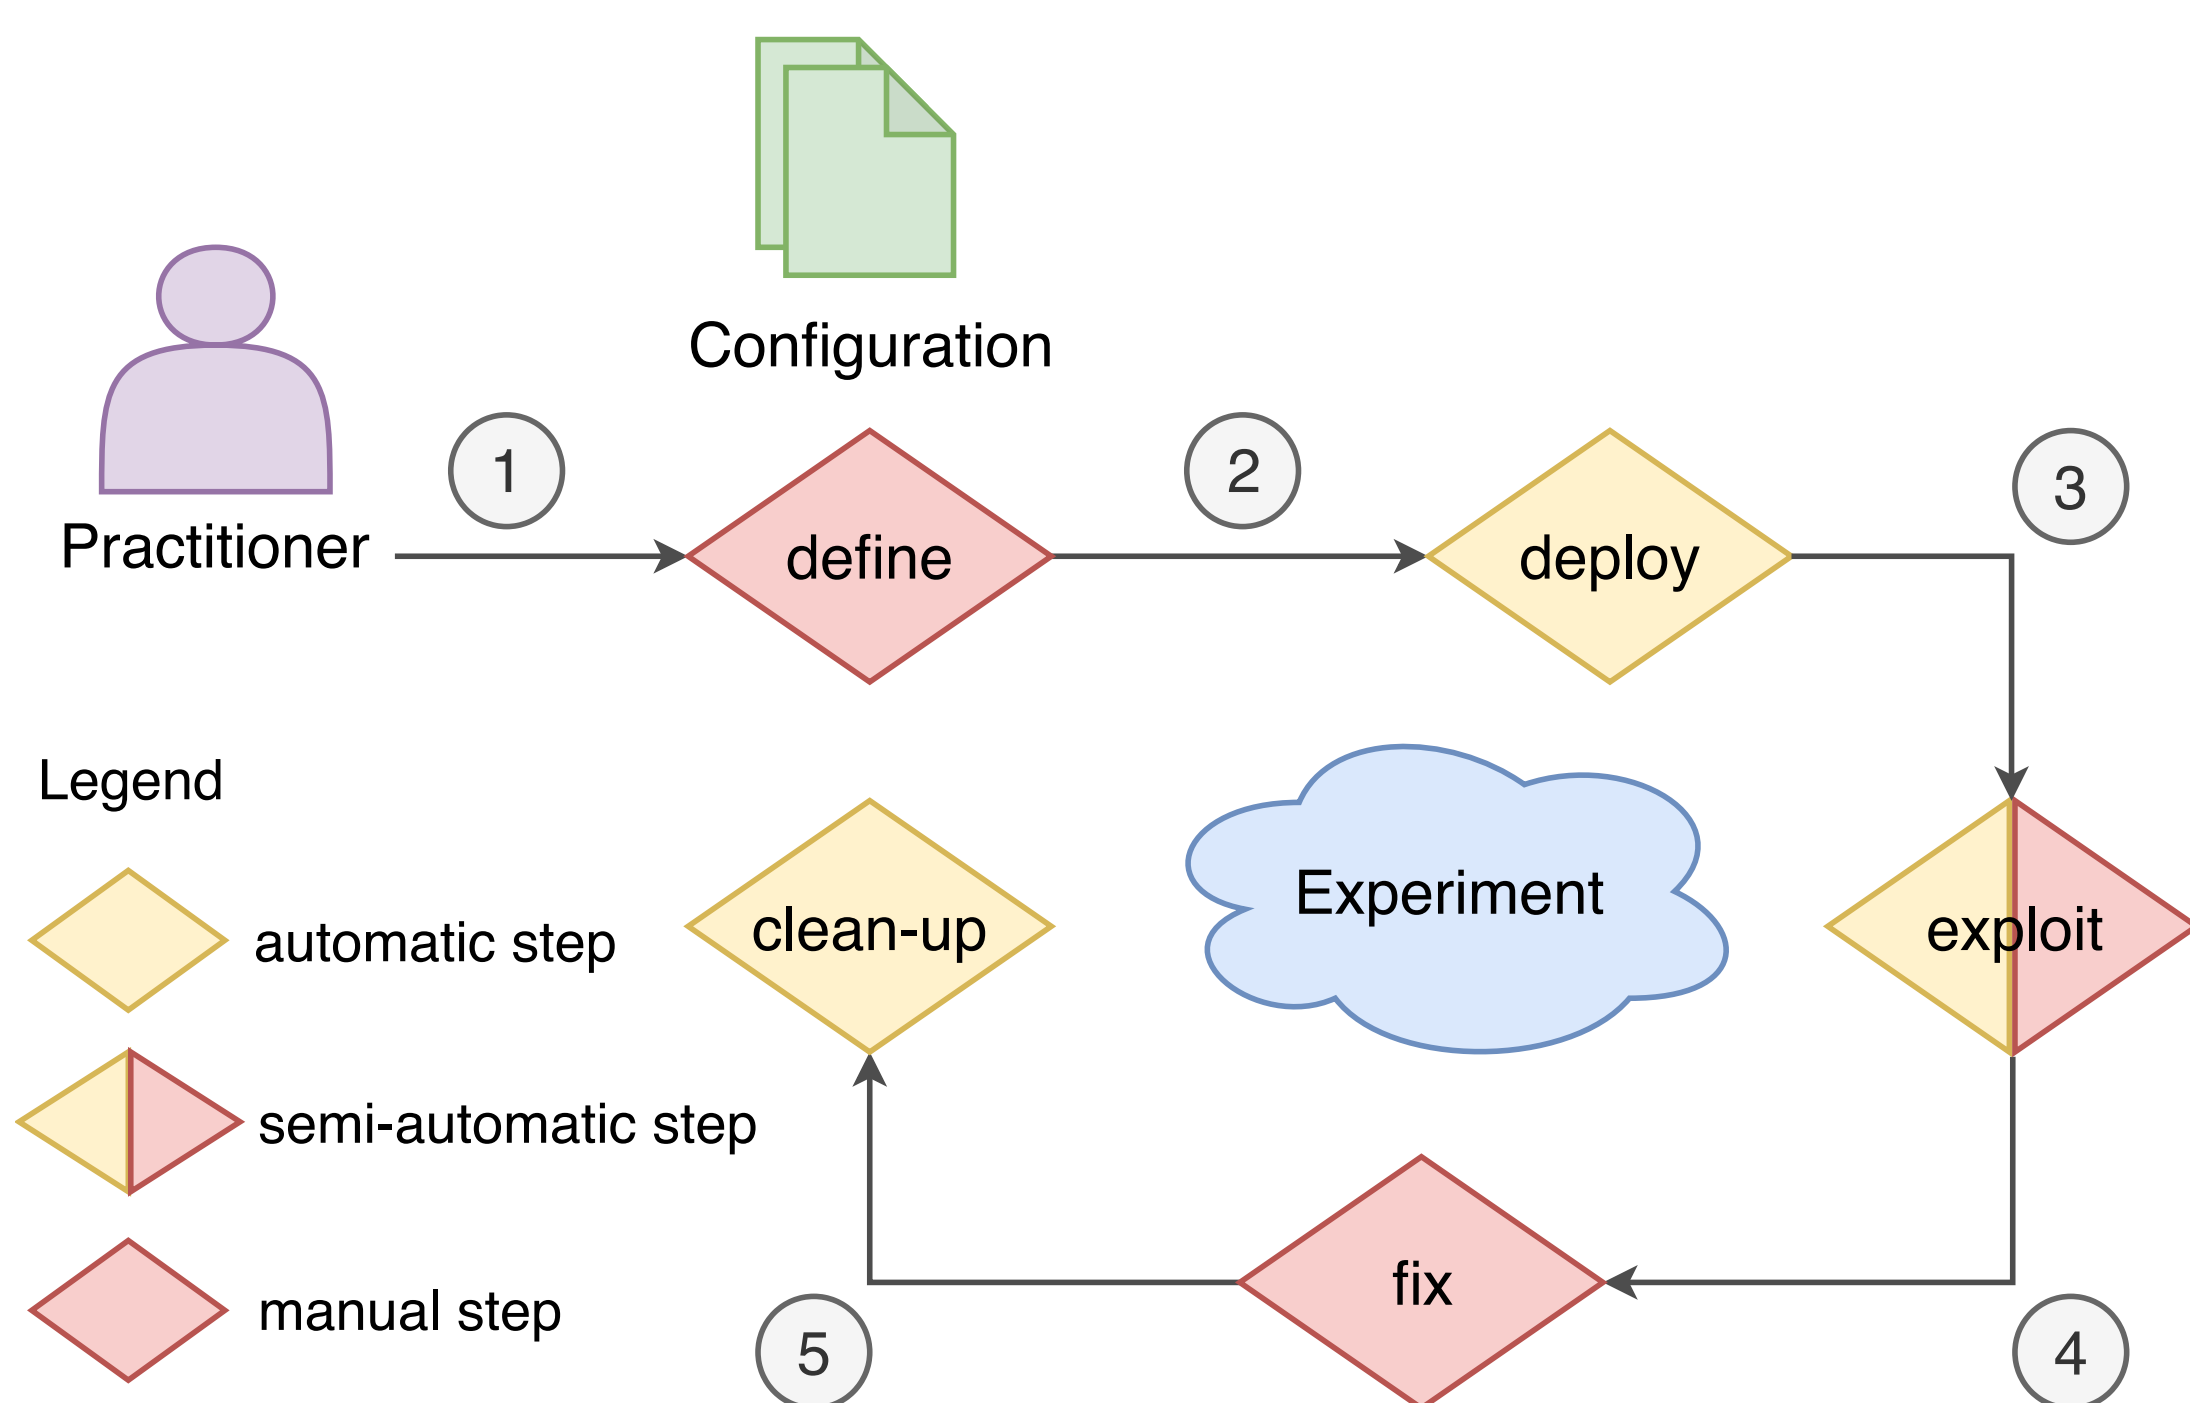 Configuration
Practitioner
1
define
2
deploy
3
Legend
automatic step
semi-automatic step
manual step
clean-up
Experiment
exploit
fix
5
4